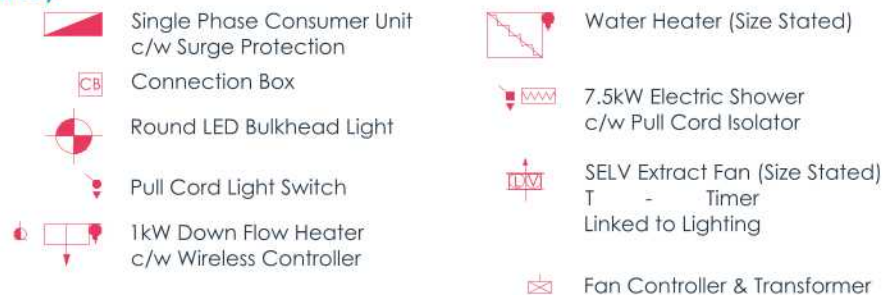 Single Phase Consumer Unit
c/w Surge Protection
CB
Connection Box
Round LED Bulkhead Light
Pull Cord Light Switch
1kW Down Flow Heater
c/w Wireless Controller
Water Heater (Size Stated)
7.5kW Electric Shower
c/w Pull Cord Isolator
SELV Extract Fan (Size Stated)
T - Timer
Linked to Lighting
Fan Controller & Transformer